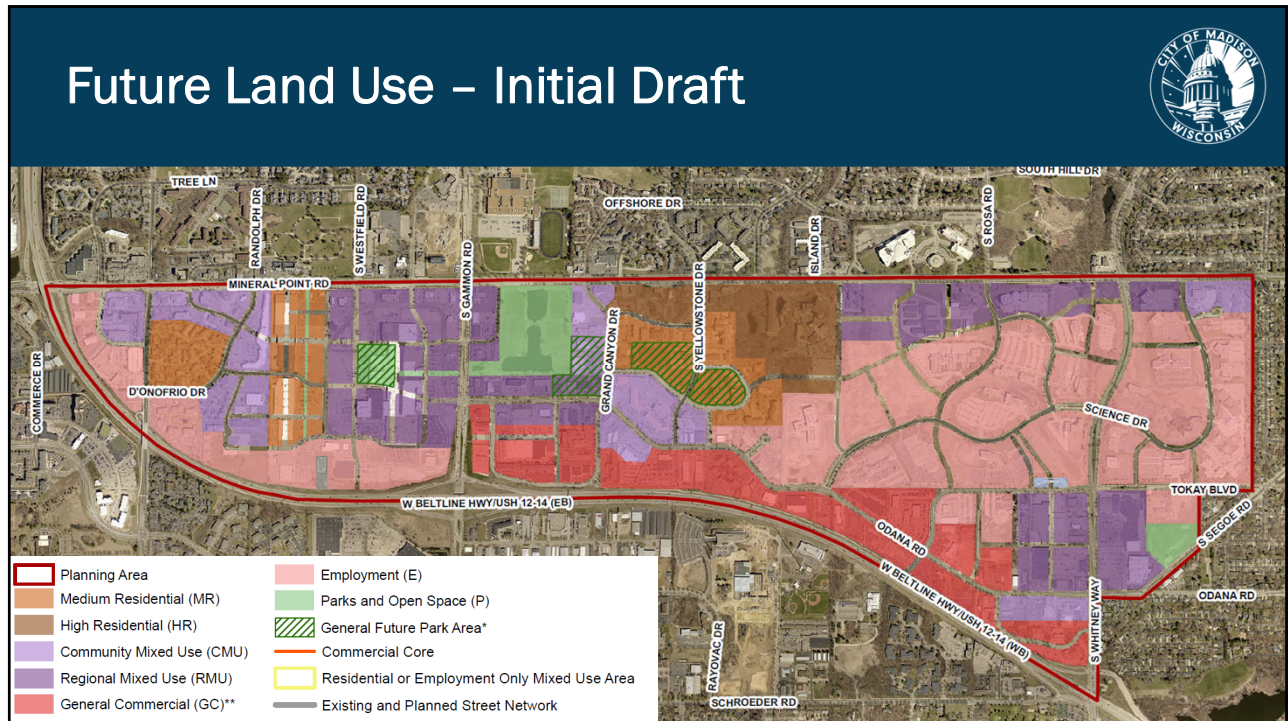 Future Land Use – Initial Draft
CITY OF MADISON
WISCONSIN
TREE LN
RANDOLPH DR
S WESTFIELD RD
S GAMMON RD
OFFSHORE DR
ISLAND DR
S ROSA RD
SOUTH HILL DR
MINERAL POINT RD
COMMERCE DR
D'ONOFRIO DR
GRAND CANYON DR
S YELLOWSTONE DR
SCIENCE DR
TOKAY BLVD
S SEGOE RD
W BELTLINE HWY/USH 12-14 (EB)
ODANA RD
W BELTLINE HWY/USH 12-14 (WB)
S WHITNEY WAY
ODANA RD
RAYOVAC DR
SCHROEDER RD
Planning Area
Medium Residential (MR)
High Residential (HR)
Community Mixed Use (CMU)
Regional Mixed Use (RMU)
General Commercial (GC)**
Employment (E)
Parks and Open Space (P)
General Future Park Area*
Commercial Core
Residential or Employment Only Mixed Use Area
Existing and Planned Street Network